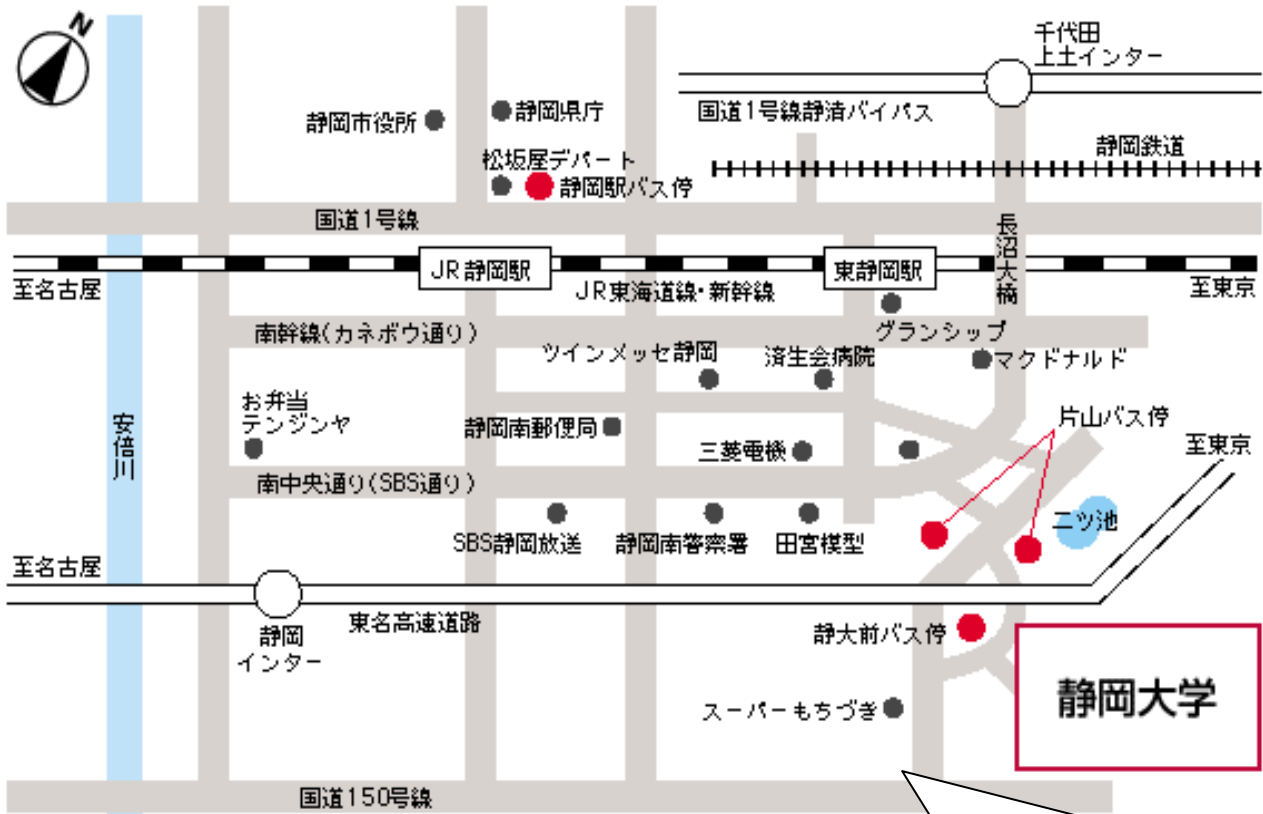 N
千代田
上土インター
国道1号線静清バイパス
静岡鉄道
静岡市役所
静岡県庁
松坂屋デパート
静岡駅バス停
国道1号線
長沼大橋
JR静岡駅
東静岡駅
至名古屋
JR東海道線・新幹線
至東京
グランシップ
南幹線(カネボウ通り)
ツインメッセ静岡
済生会病院
マクドナルド
お弁当
テンジンヤ
安倍川
静岡南郵便局
三菱電機
片山バス停
至東京
南中央通り(SBS通り)
SBS静岡放送
静岡南警察署
田宮模型
二ツ池
至名古屋
東名高速道路
静岡
インター
静大前バス停
静岡大学
スーパーもちづき
国道150号線